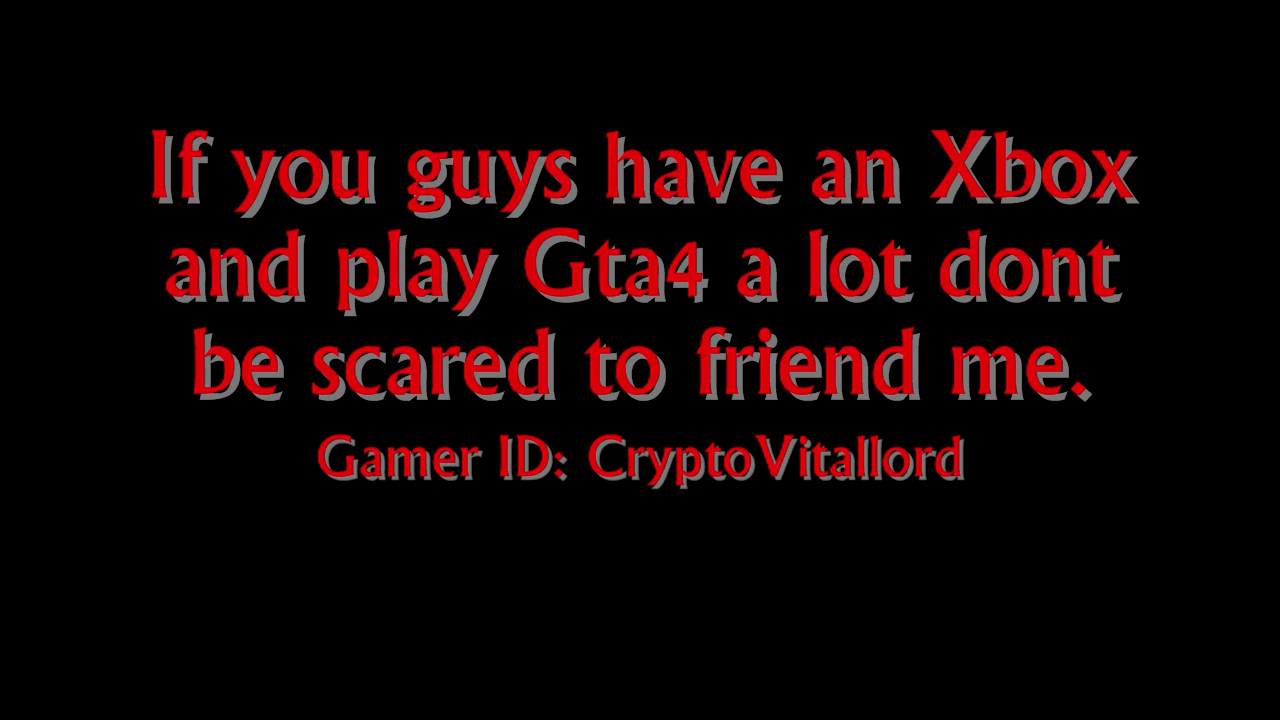 If you guys have an Xbox
and play Gta4 a lot dont
be scared to friend me.
Gamer ID: CryptoVitallord